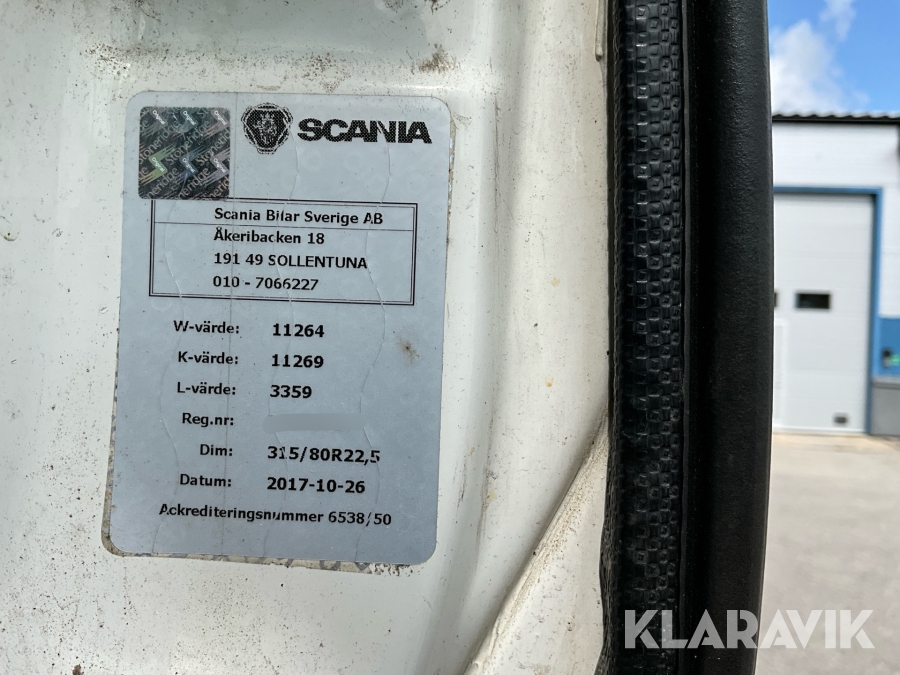 SCANIA
Scania Bilar Sverige AB
Åkeribacken 18
191 49 SOLLENTUNA
010 - 7066227
W-värde: 11264
K-värde: 11269
L-värde: 3359
Reg.nr:
Dim: 315/80R22,5
Datum: 2017-10-26
Ackrediteringsnummer 6538/50
KLARAVIK